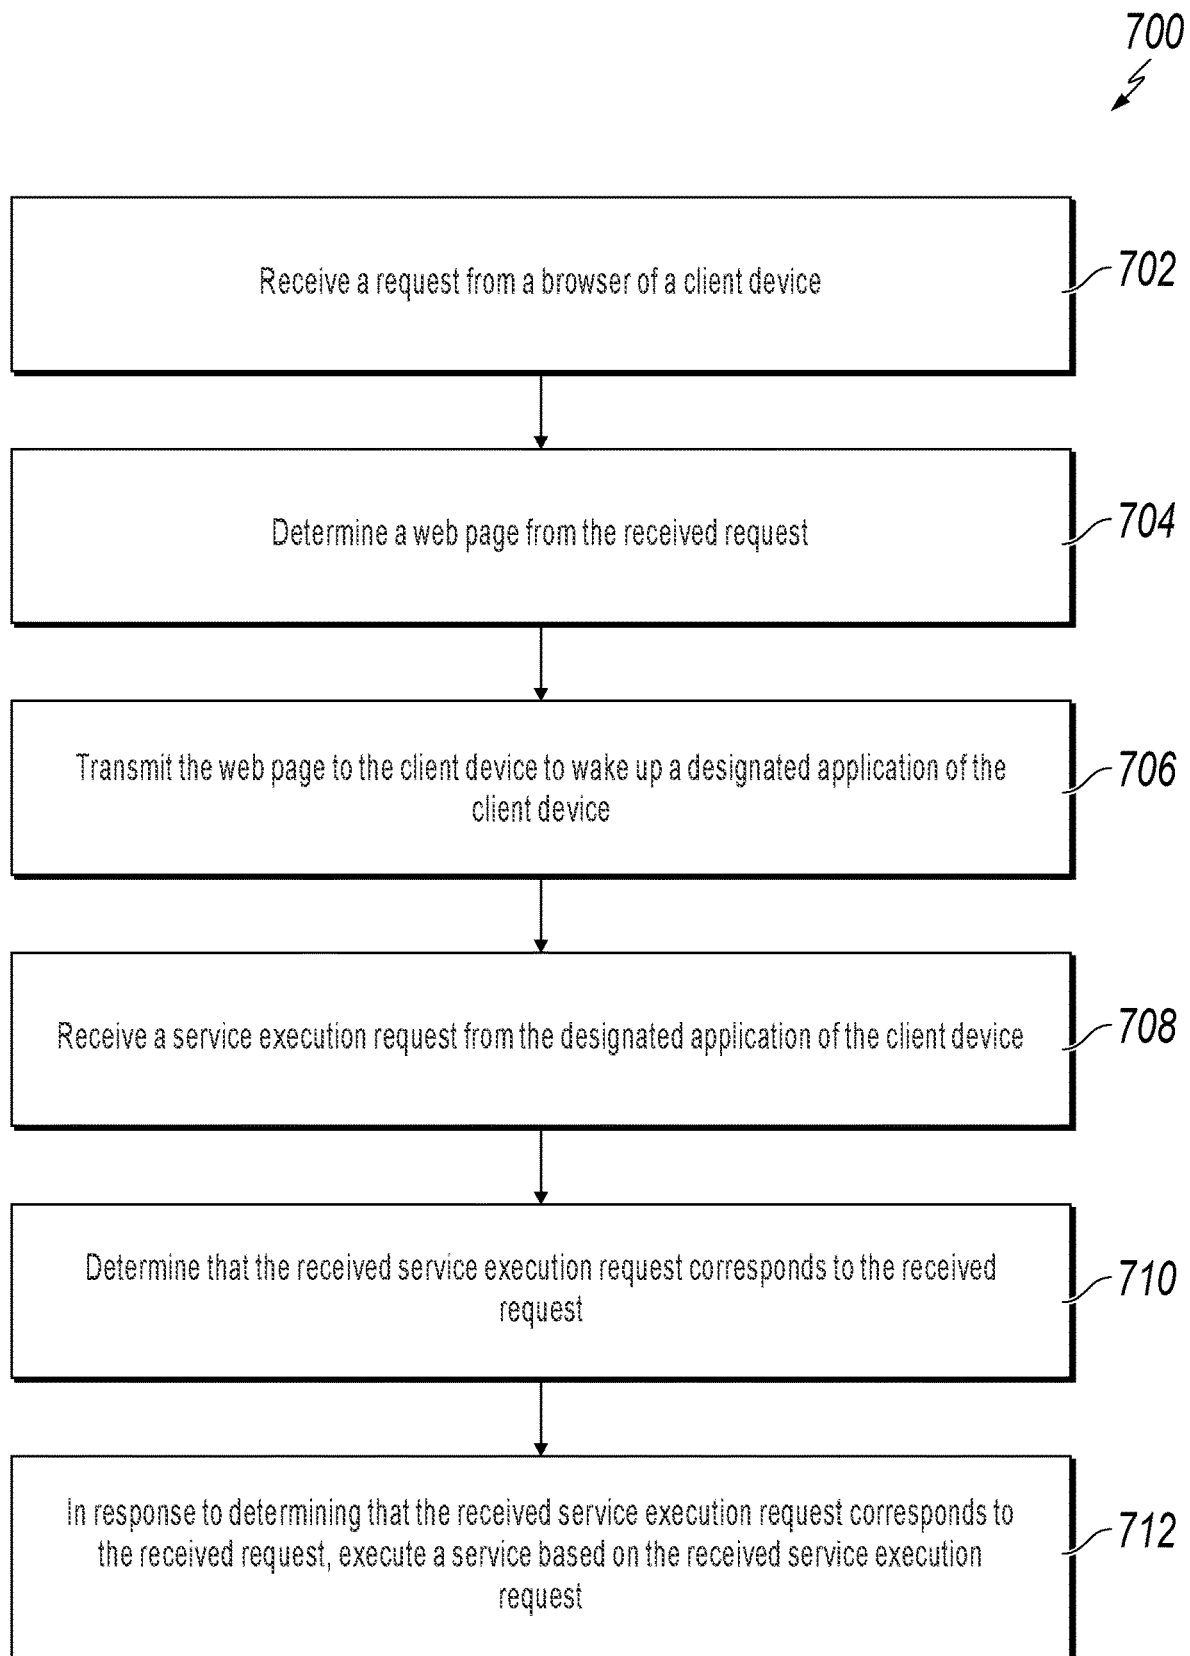 700
Receive a request from a browser of a client device
702
Determine a web page from the received request
704
Transmit the web page to the client device to wake up a designated application of the
client device
706
Receive a service execution request from the designated application of the client device
708
Determine that the received service execution request corresponds to the received
request
710
In response to determining that the received service execution request corresponds to
the received request, execute a service based on the received service execution
request
712